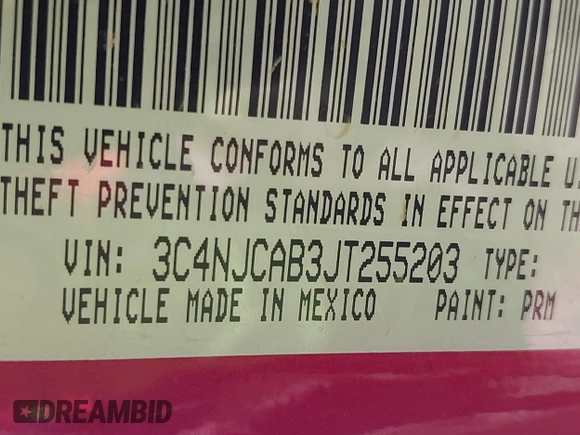 THIS VEHICLE CONFORMS TO ALL APPLICABLE U.
THEFT PREVENTION STANDARDS IN EFFECT ON TH
VIN: 3C4NJCAB3JT255203 TYPE:
VEHICLE MADE IN MEXICO PAINT: PRM
DREAMBID